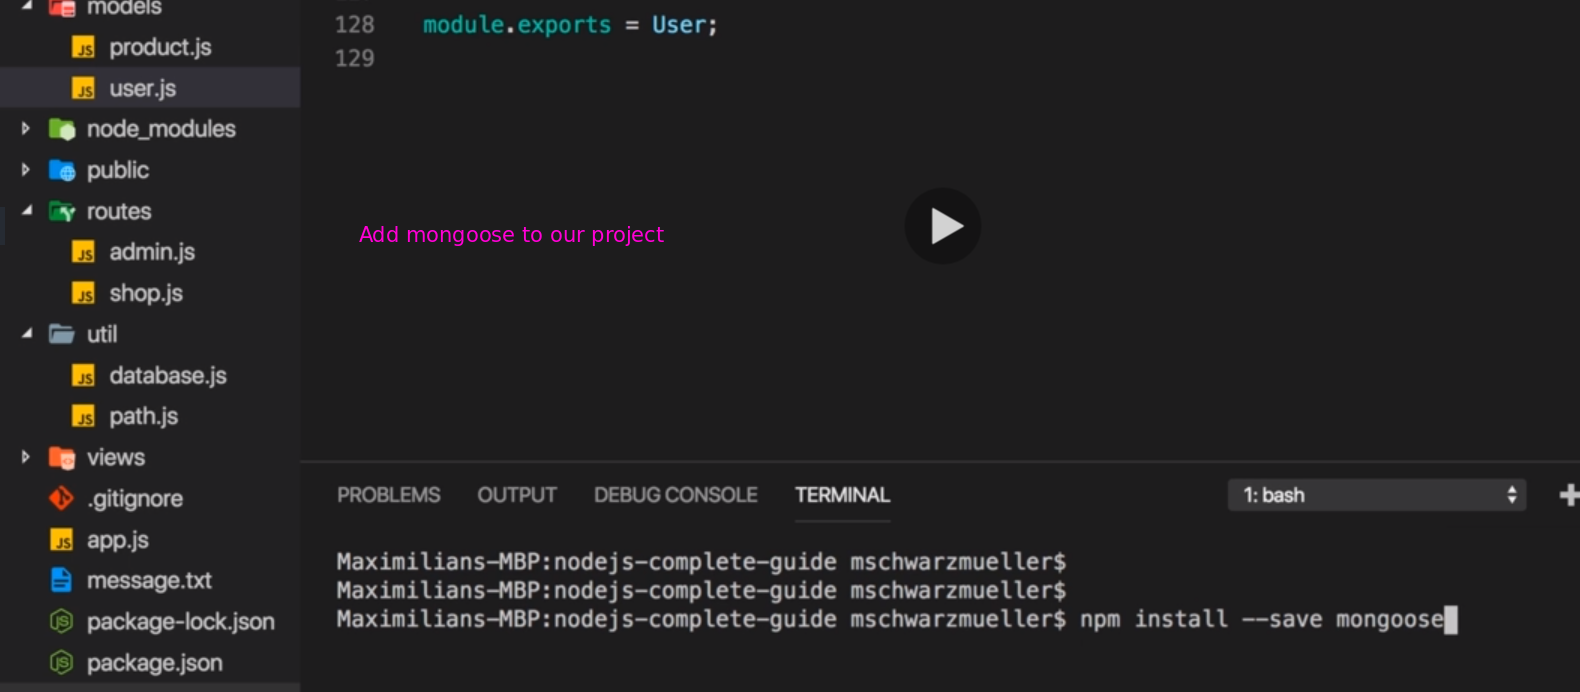 models
product.js
user.js
node_modules
public
routes
admin.js
shop.js
util
database.js
path.js
views
.gitignore
app.js
message.txt
package-lock.json
package.json
128 module.exports = User;
129
Add mongoose to our project
PROBLEMS OUTPUT DEBUG CONSOLE TERMINAL 1: bash
Maximilians-MBP:nodejs-complete-guide mschwarzmueller$
Maximilians-MBP:nodejs-complete-guide mschwarzmueller$
Maximilians-MBP:nodejs-complete-guide mschwarzmueller$ npm install --save mongoose